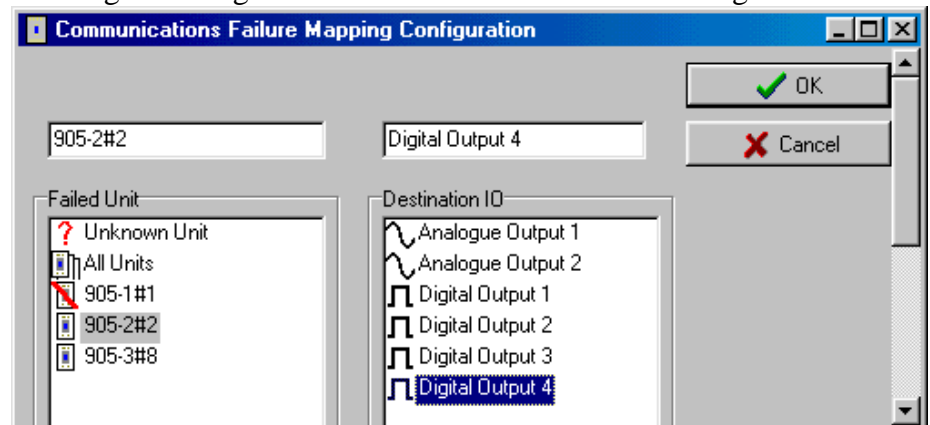 Communications Failure Mapping Configuration
OK
905-2#2
Digital Output 4
Cancel
Failed Unit
Unknown Unit
All Units
905-1#1
905-2#2
905-3#8
Destination IO
Analogue Output 1
Analogue Output 2
Digital Output 1
Digital Output 2
Digital Output 3
Digital Output 4